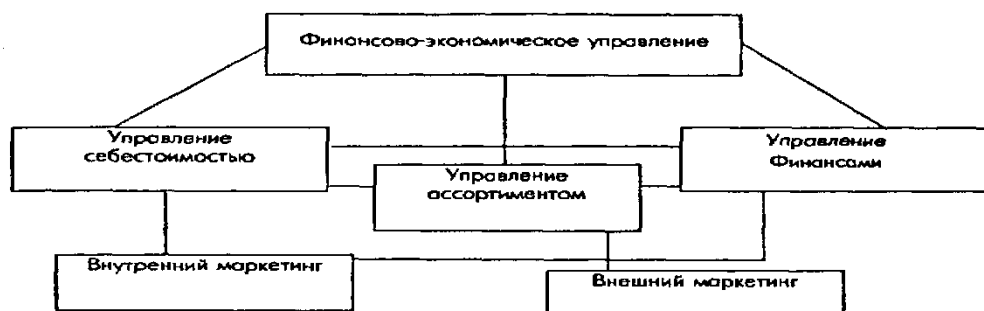 Финансово-экономическое управление
Управление
себестоимостью
Управление
Финансами
Управление
ассортиментом
Внутренний маркетинг
Внешний маркетинг